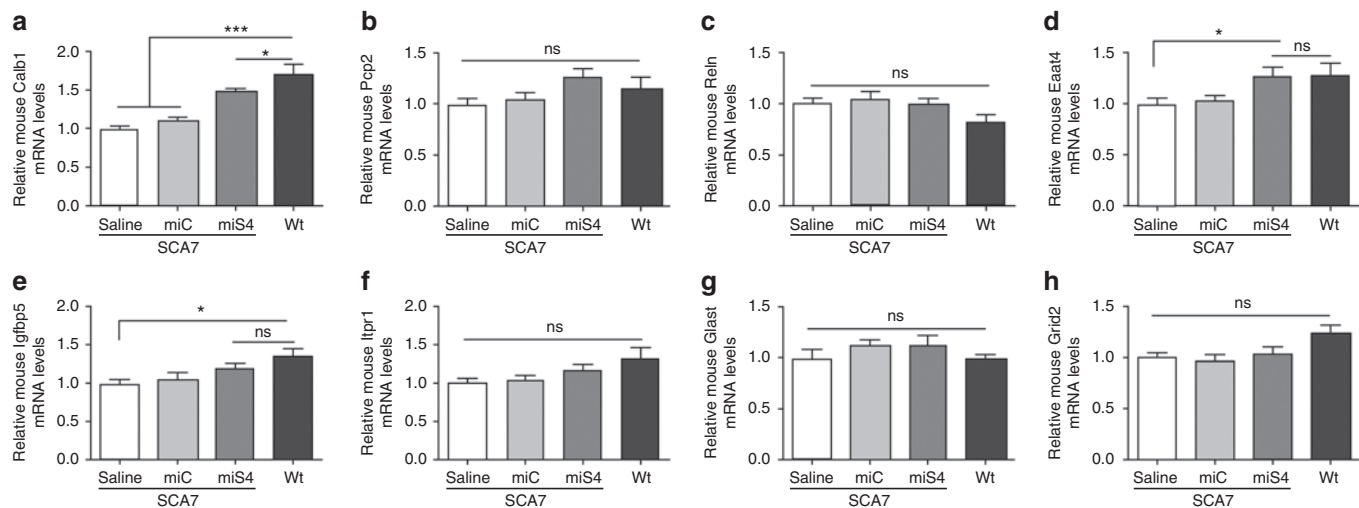 a
Relative mouse Calb1
mRNA levels
2.0
1.5
1.0
0.5
0.0
***
*
Saline miC miS4 Wt
SCA7
b
Relative mouse Pcp2
mRNA levels
1.5
1.0
0.5
0.0
ns
Saline miC miS4 Wt
SCA7
c
Relative mouse Reln
mRNA levels
1.5
1.0
0.5
0.0
ns
Saline miC miS4 Wt
SCA7
d
Relative mouse Eaat4
mRNA levels
1.5
1.0
0.5
0.0
*
ns
Saline miC miS4 Wt
SCA7
e
Relative mouse Igfbp5
mRNA levels
2.0
1.5
1.0
0.5
0.0
*
ns
Saline miC miS4 Wt
SCA7
f
Relative mouse Itpr1
mRNA levels
2.0
1.5
1.0
0.5
0.0
ns
Saline miC miS4 Wt
SCA7
g
Relative mouse Glast
mRNA levels
1.5
1.0
0.5
0.0
ns
Saline miC miS4 Wt
SCA7
h
Relative mouse Grid2
mRNA levels
1.5
1.0
0.5
0.0
ns
Saline miC miS4 Wt
SCA7